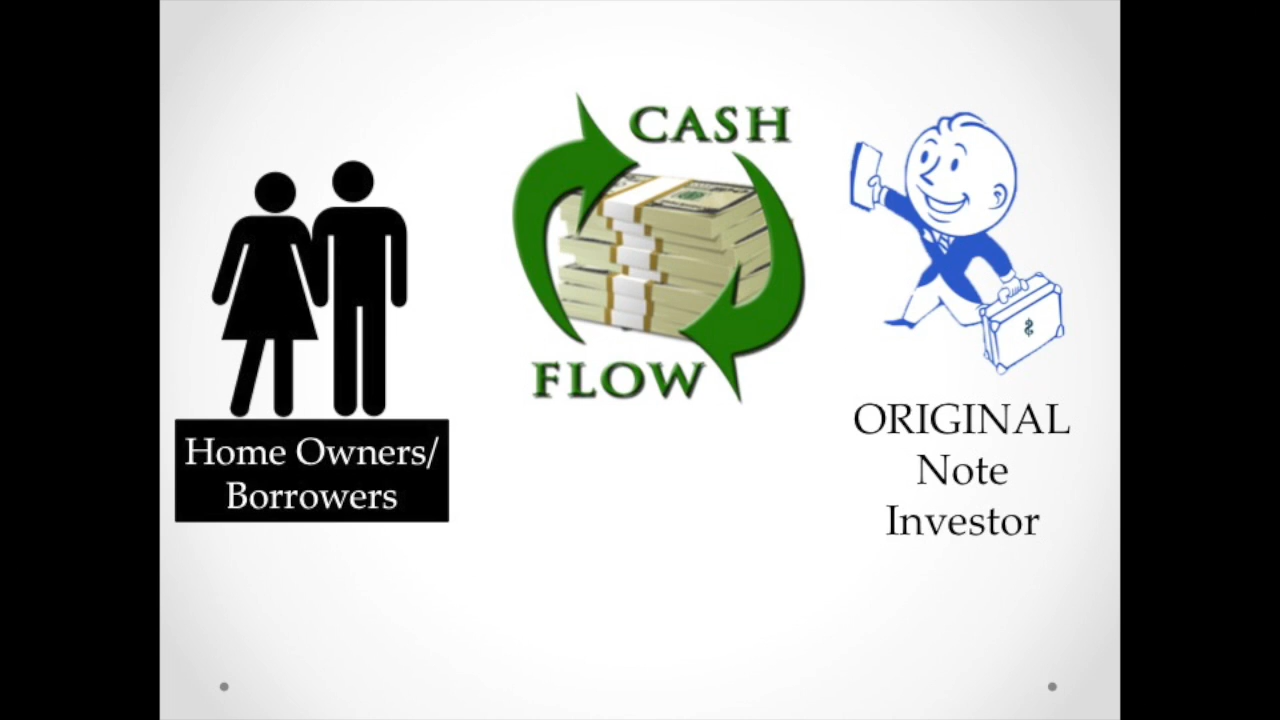 CASH
FLOW
Home Owners/
Borrowers
$
ORIGINAL
Note
Investor